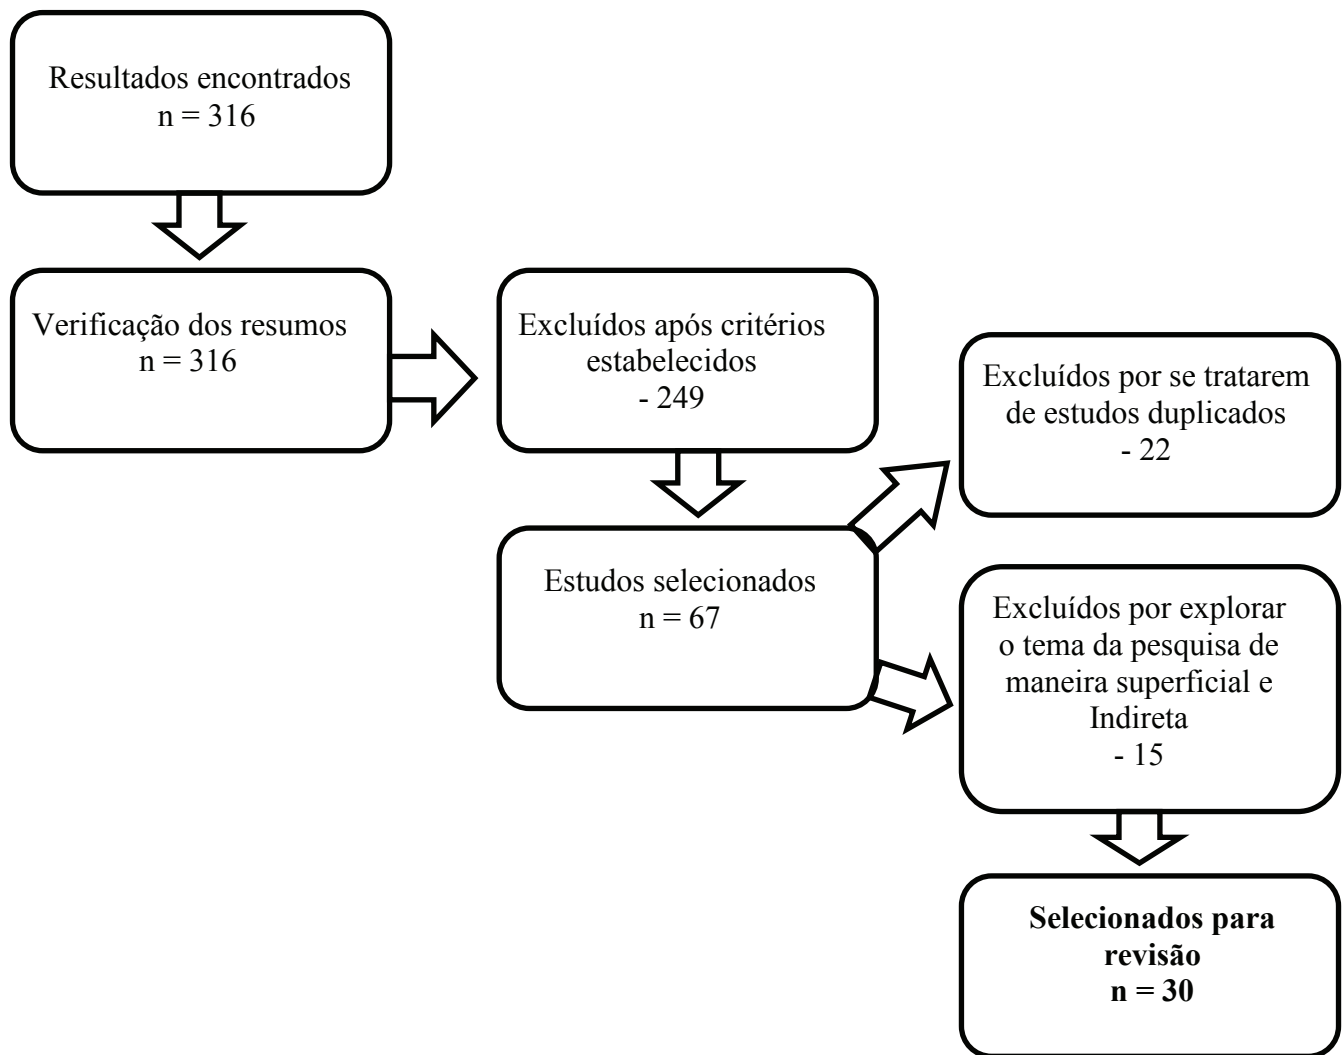 Resultados encontrados
n = 316
Verificação dos resumos
n = 316
Excluídos após critérios
estabelecidos
- 249
Estudos selecionados
n = 67
Excluídos por se tratarem
de estudos duplicados
- 22
Excluídos por explorar
o tema da pesquisa de
maneira superficial e
Indireta
- 15
Selecionados para
revisão
n = 30